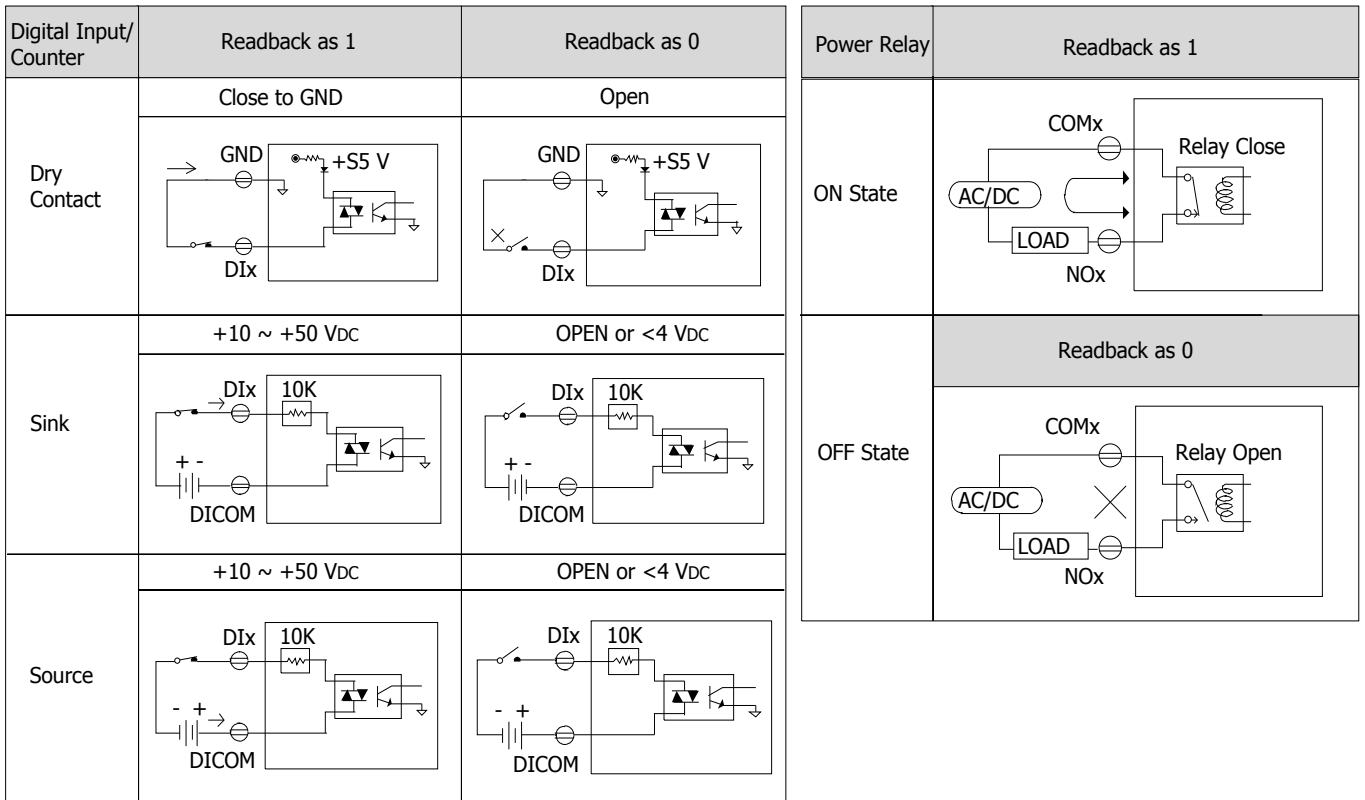 Digital Input/
Counter
Readback as 1
Readback as 0
Dry
Contact
Close to GND
Open
GND
+S5 V
DIx
GND
+S5 V
DIx
Sink
+10 ~ +50 VDC
OPEN or <4 VDC
DIx
10K
+ -
DICOM
DIx
10K
+ -
DICOM
Source
+10 ~ +50 VDC
OPEN or <4 VDC
DIx
10K
- +
DICOM
DIx
10K
- +
DICOM
Power Relay
Readback as 1
ON State
COMx
Relay Close
AC/DC
LOAD
NOx
Readback as 0
OFF State
COMx
Relay Open
AC/DC
LOAD
NOx